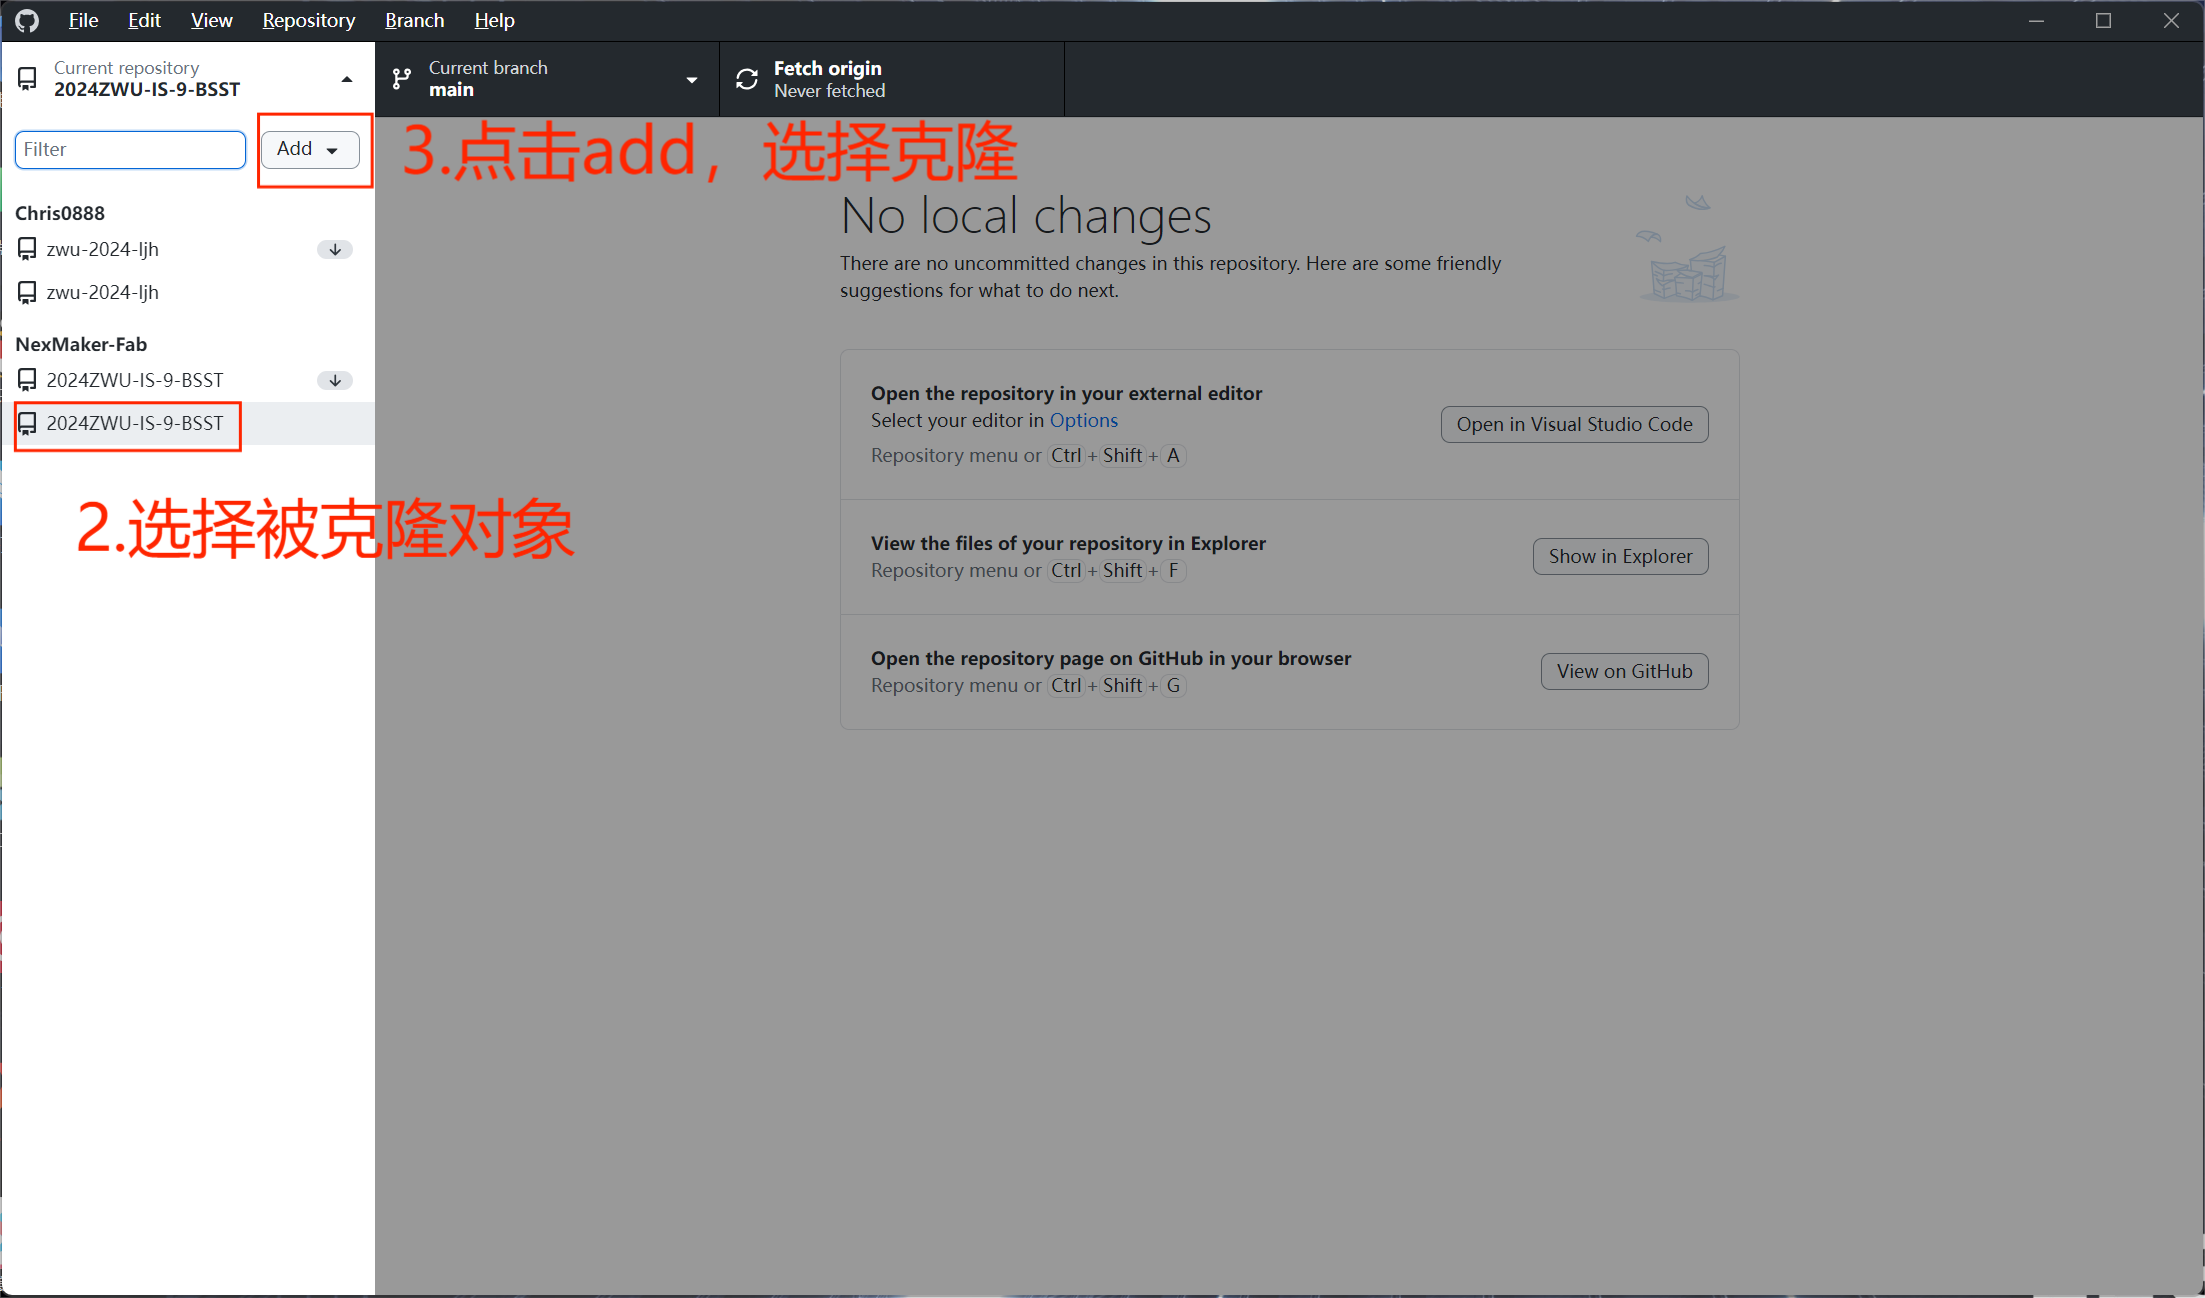 File Edit View Repository Branch Help
Current repository
2024ZWU-IS-9-BSST
Current branch
main
Fetch origin
Never fetched
Filter
Add
3.点击add，选择克隆
Chris0888
zwu-2024-ljh
zwu-2024-ljh
NexMaker-Fab
2024ZWU-IS-9-BSST
2024ZWU-IS-9-BSST
2.选择被克隆对象
No local changes
There are no uncommitted changes in this repository. Here are some friendly
suggestions for what to do next.
Open the repository in your external editor
Select your editor in Options
Repository menu or Ctrl + Shift + A
Open in Visual Studio Code
View the files of your repository in Explorer
Repository menu or Ctrl + Shift + F
Show in Explorer
Open the repository page on GitHub in your browser
Repository menu or Ctrl + Shift + G
View on GitHub